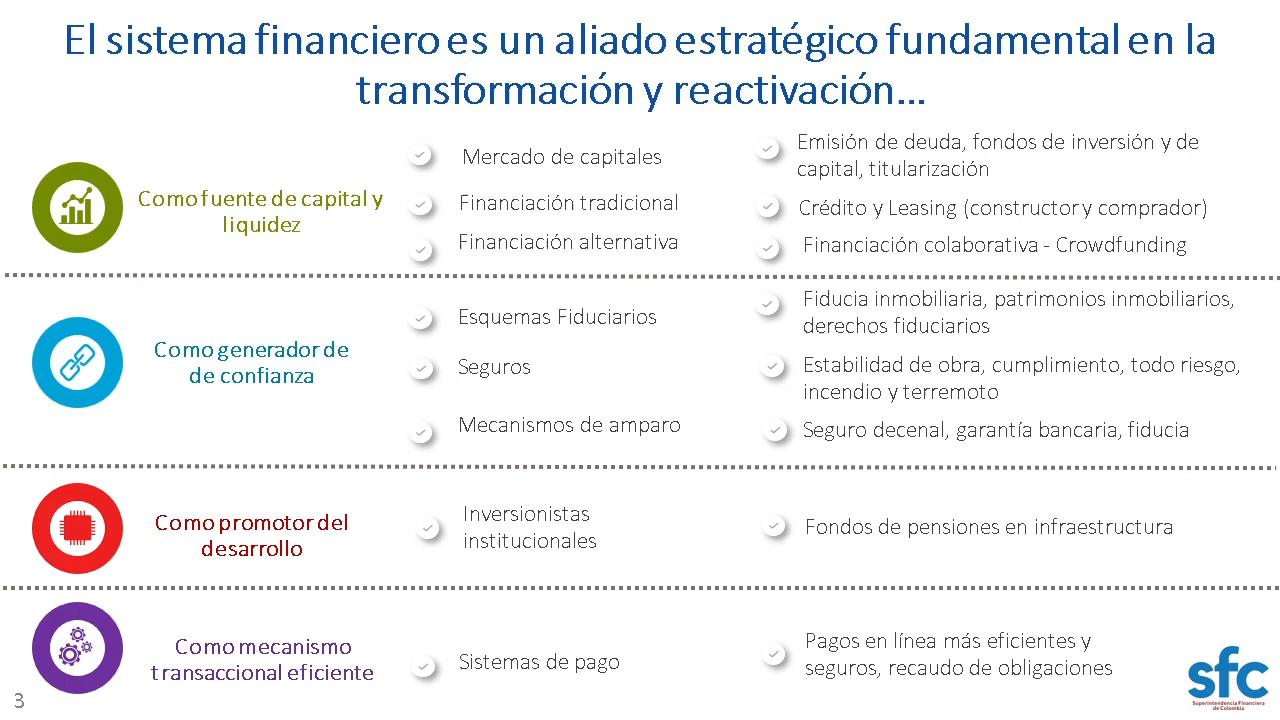 El sistema financiero es un aliado estratégico fundamental en la
transformación y reactivación...
Como fuente de capital y
liquidez
Mercado de capitales
Emisión de deuda, fondos de inversión y de
capital, titularización
Financiación tradicional
Crédito y Leasing (constructor y comprador)
Financiación alternativa
Financiación colaborativa - Crowdfunding
Como generador de
de confianza
Esquemas Fiduciarios
Fiducia inmobiliaria, patrimonios inmobiliarios,
derechos fiduciarios
Seguros
Estabilidad de obra, cumplimiento, todo riesgo,
incendio y terremoto
Mecanismos de amparo
Seguro decenal, garantía bancaria, fiducia
Como promotor del
desarrollo
Inversionistas
institucionales
Fondos de pensiones en infraestructura
Como mecanismo
transaccional eficiente
Sistemas de pago
Pagos en línea más eficientes y
seguros, recaudo de obligaciones
sfc
Superintendencia Financiera
de Colombia
3